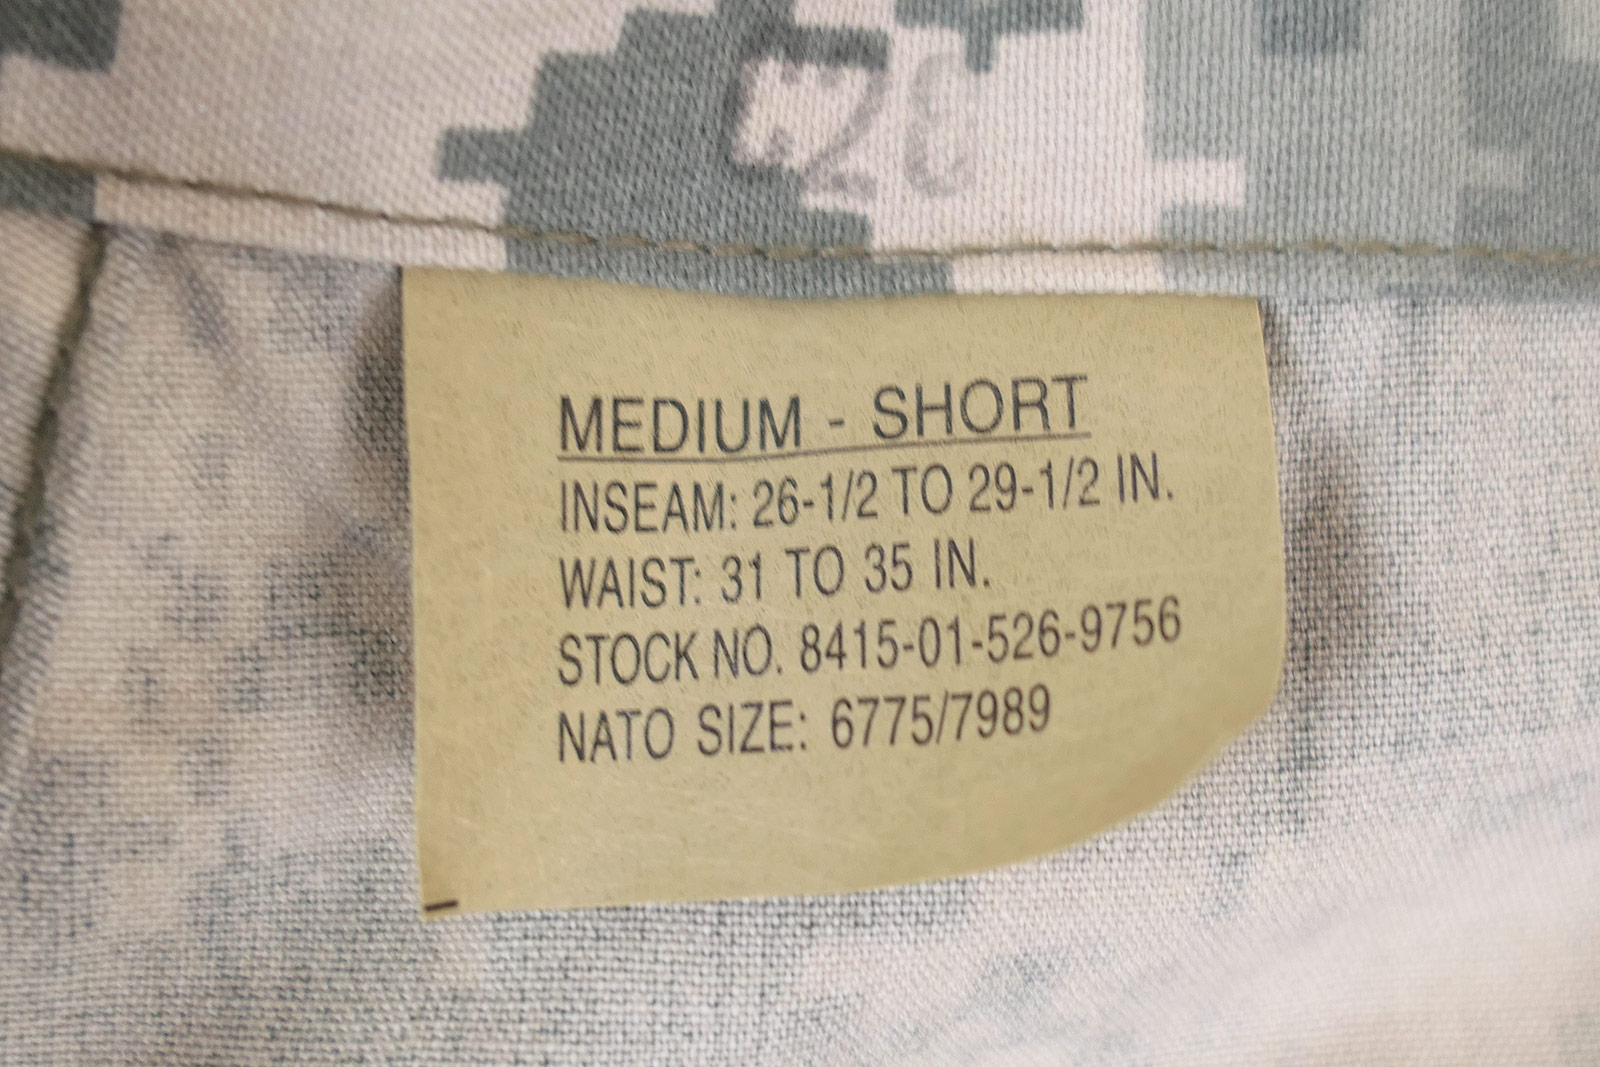 28
MEDIUM - SHORT
INSEAM: 26-1/2 TO 29-1/2 IN.
WAIST: 31 TO 35 IN.
STOCK NO. 8415-01-526-9756
NATO SIZE: 6775/7989